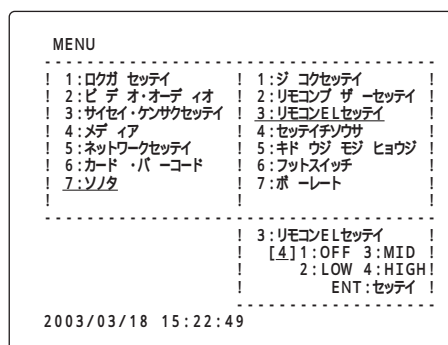 MENU
- - - - - - - - - - - - - - - - - - - - - - - - - - - - - - - - - - - - - -
! 1:ロクガ セッテイ ! 1:ジ コクセッテイ !
! 2:ビ デ オ・オーデ ィオ ! 2:リモコンブ ザ ーセッテイ !
! 3:サイセイ・ケンサクセッテイ ! 3:リモコンELセッテイ !
! 4:メデ ィア ! 4:セッテイチソウサ !
! 5:ネットワークセッテイ ! 5:キド ウジ モジ ヒョウジ !
! 6:カード ・バ ーコード ! 6:フットスイッチ !
! 7:ソノタ ! 7:ボ ーレート !
! ! !
- - - - - - - - - - - - - - - - - - - - - - - - - - - - - - - - - - - - - -
! 3:リモコンELセッテイ !
! [4]1:OFF 3:MID !
! 2:LOW 4:HIGH!
! ENT:セッテイ !
- - - - - - - - - - - - - - - - - - -
2003/03/18 15:22:49